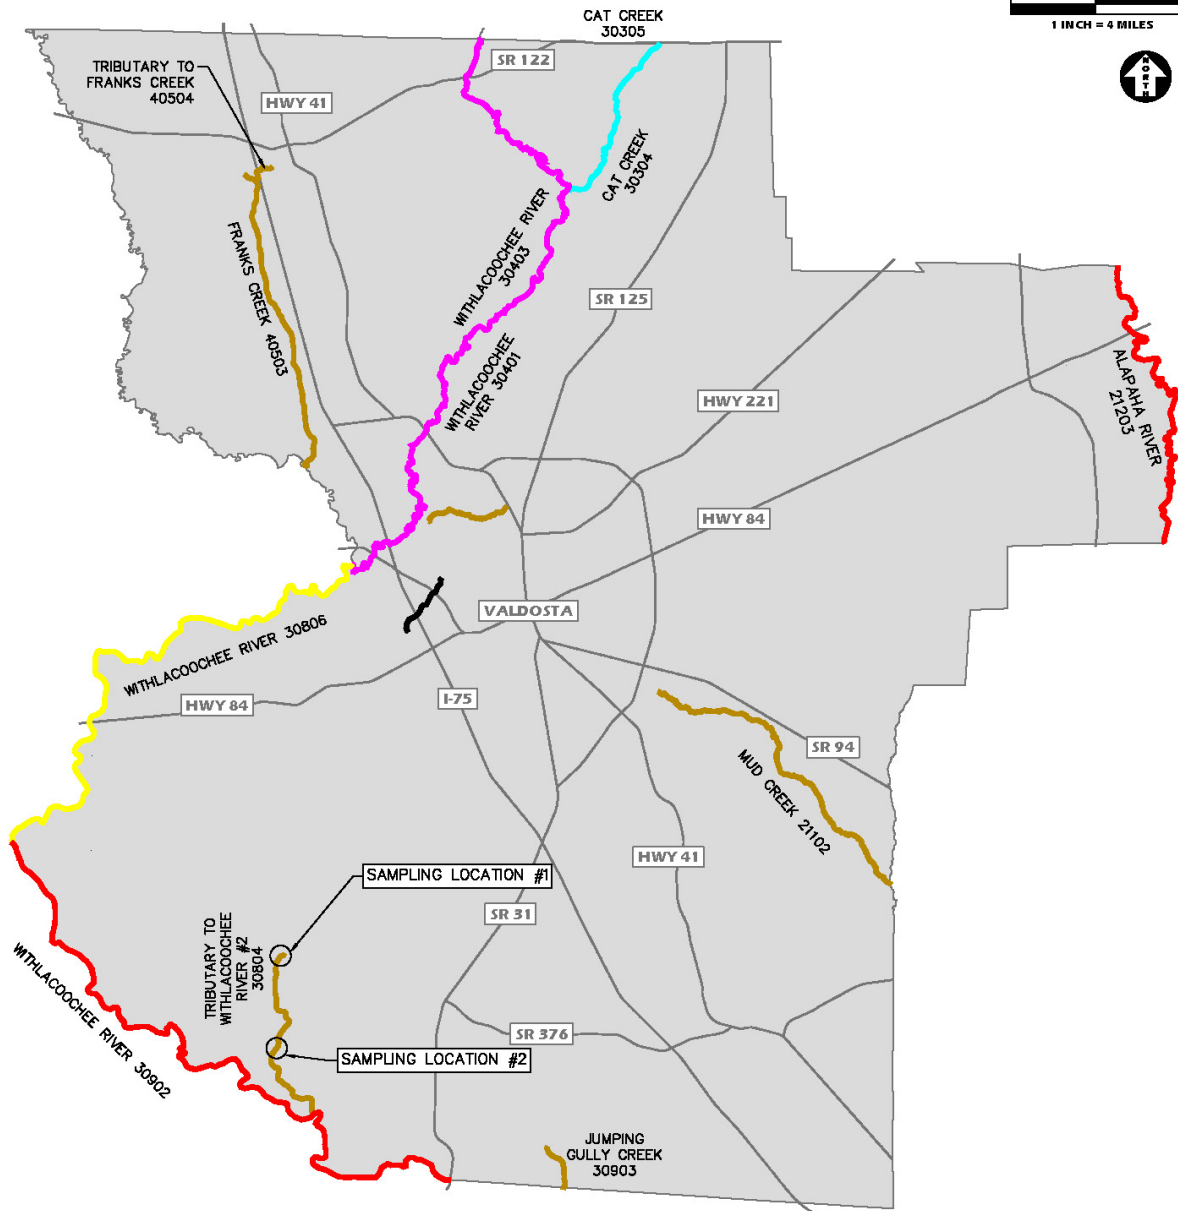 CAT CREEK
30305
1 INCH = 4 MILES
NORTH
SR 122
TRIBUTARY TO
FRANKS CREEK
40504
HWY 41
CAT CREEK
30304
WITHLACOOCHEE RIVER
30403
FRANKS CREEK 40503
SR 125
WITHLACOOCHEE
RIVER 30401
ALAPAHA RIVER
21203
HWY 221
HWY 84
VALDOSTA
WITHLACOOCHEE RIVER 30806
HWY 84
I-75
SR 94
MUD CREEK 21102
HWY 41
SAMPLING LOCATION #1
SR 31
TRIBUTARY TO
WITHLACOOCHEE
RIVER #2
30804
WITHLACOOCHEE RIVER 30902
SR 376
SAMPLING LOCATION #2
JUMPING
GULLY CREEK
30903